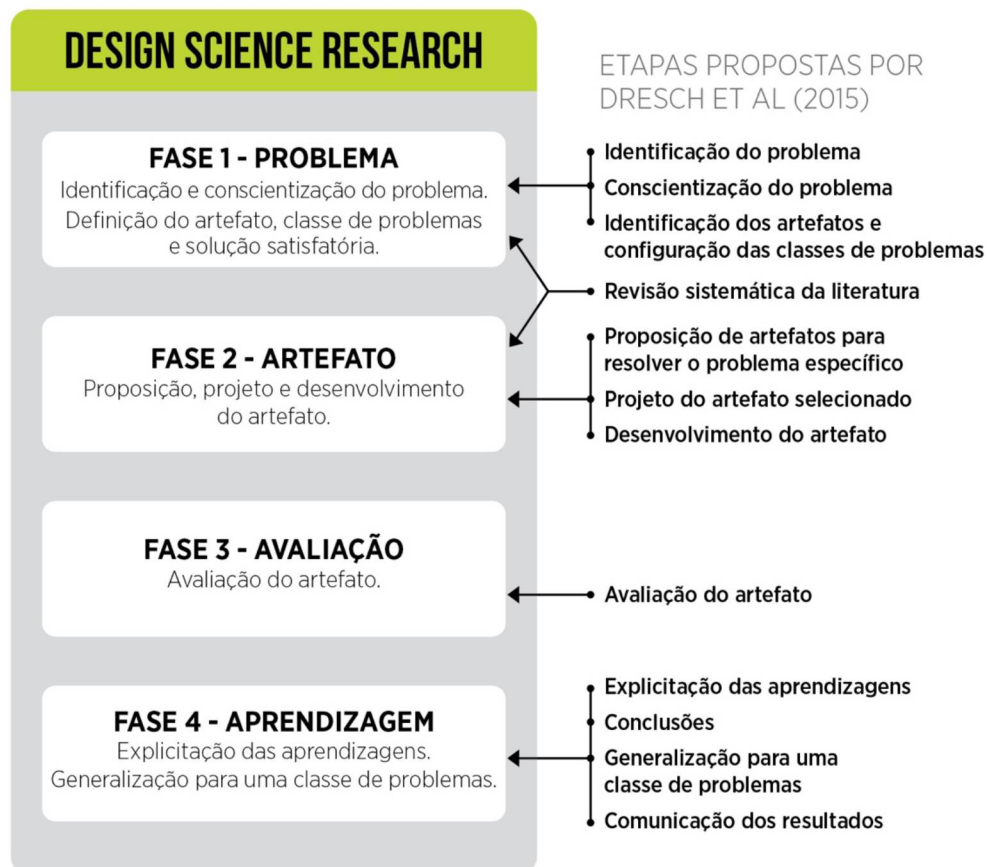 DESIGN SCIENCE RESEARCH
ETAPAS PROPOSTAS POR
DRESCH ET AL (2015)
FASE 1 - PROBLEMA
Identificação e conscientização do problema.
Definição do artefato, classe de problemas
e solução satisfatória.
Identificação do problema
Conscientização do problema
Identificação dos artefatos e
configuração das classes de problemas
Revisão sistemática da literatura
FASE 2 - ARTEFATO
Proposição, projeto e desenvolvimento
do artefato.
Proposição de artefatos para
resolver o problema específico
Projeto do artefato selecionado
Desenvolvimento do artefato
FASE 3 - AVALIAÇÃO
Avaliação do artefato.
Avaliação do artefato
FASE 4 - APRENDIZAGEM
Explicitação das aprendizagens.
Generalização para uma classe de problemas.
Explicitação das aprendizagens
Conclusões
Generalização para uma
classe de problemas
Comunicação dos resultados